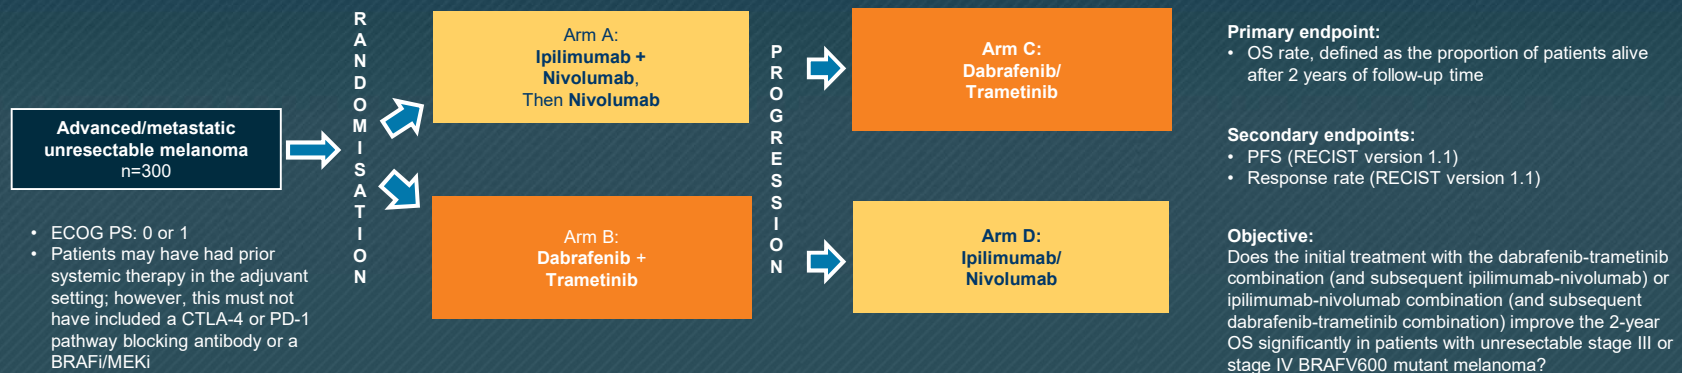 Advanced/metastatic
unresectable melanoma
n=300
• ECOG PS: 0 or 1
• Patients may have had prior
systemic therapy in the adjuvant
setting; however, this must not
have included a CTLA-4 or PD-1
pathway blocking antibody or a
BRAFi/MEKi
RANDOMISATION
Arm A:
Ipilimumab +
Nivolumab,
Then Nivolumab
Arm B:
Dabrafenib +
Trametinib
PROGRESSION
Arm C:
Dabrafenib/
Trametinib
Arm D:
Ipilimumab/
Nivolumab
Primary endpoint:
• OS rate, defined as the proportion of patients alive
after 2 years of follow-up time
Secondary endpoints:
• PFS (RECIST version 1.1)
• Response rate (RECIST version 1.1)
Objective:
Does the initial treatment with the dabrafenib-trametinib
combination (and subsequent ipilimumab-nivolumab) or
ipilimumab-nivolumab combination (and subsequent
dabrafenib-trametinib combination) improve the 2-year
OS significantly in patients with unresectable stage III or
stage IV BRAFV600 mutant melanoma?